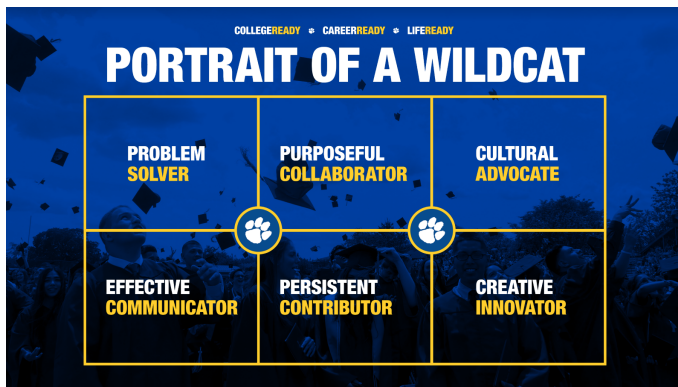 COLLEGEREADY CAREERREADY LIFEREADY
PORTRAIT OF A WILDCAT
PROBLEM
SOLVER
PURPOSEFUL
COLLABORATOR
CULTURAL
ADVOCATE
EFFECTIVE
COMMUNICATOR
PERSISTENT
CONTRIBUTOR
CREATIVE
INNOVATOR